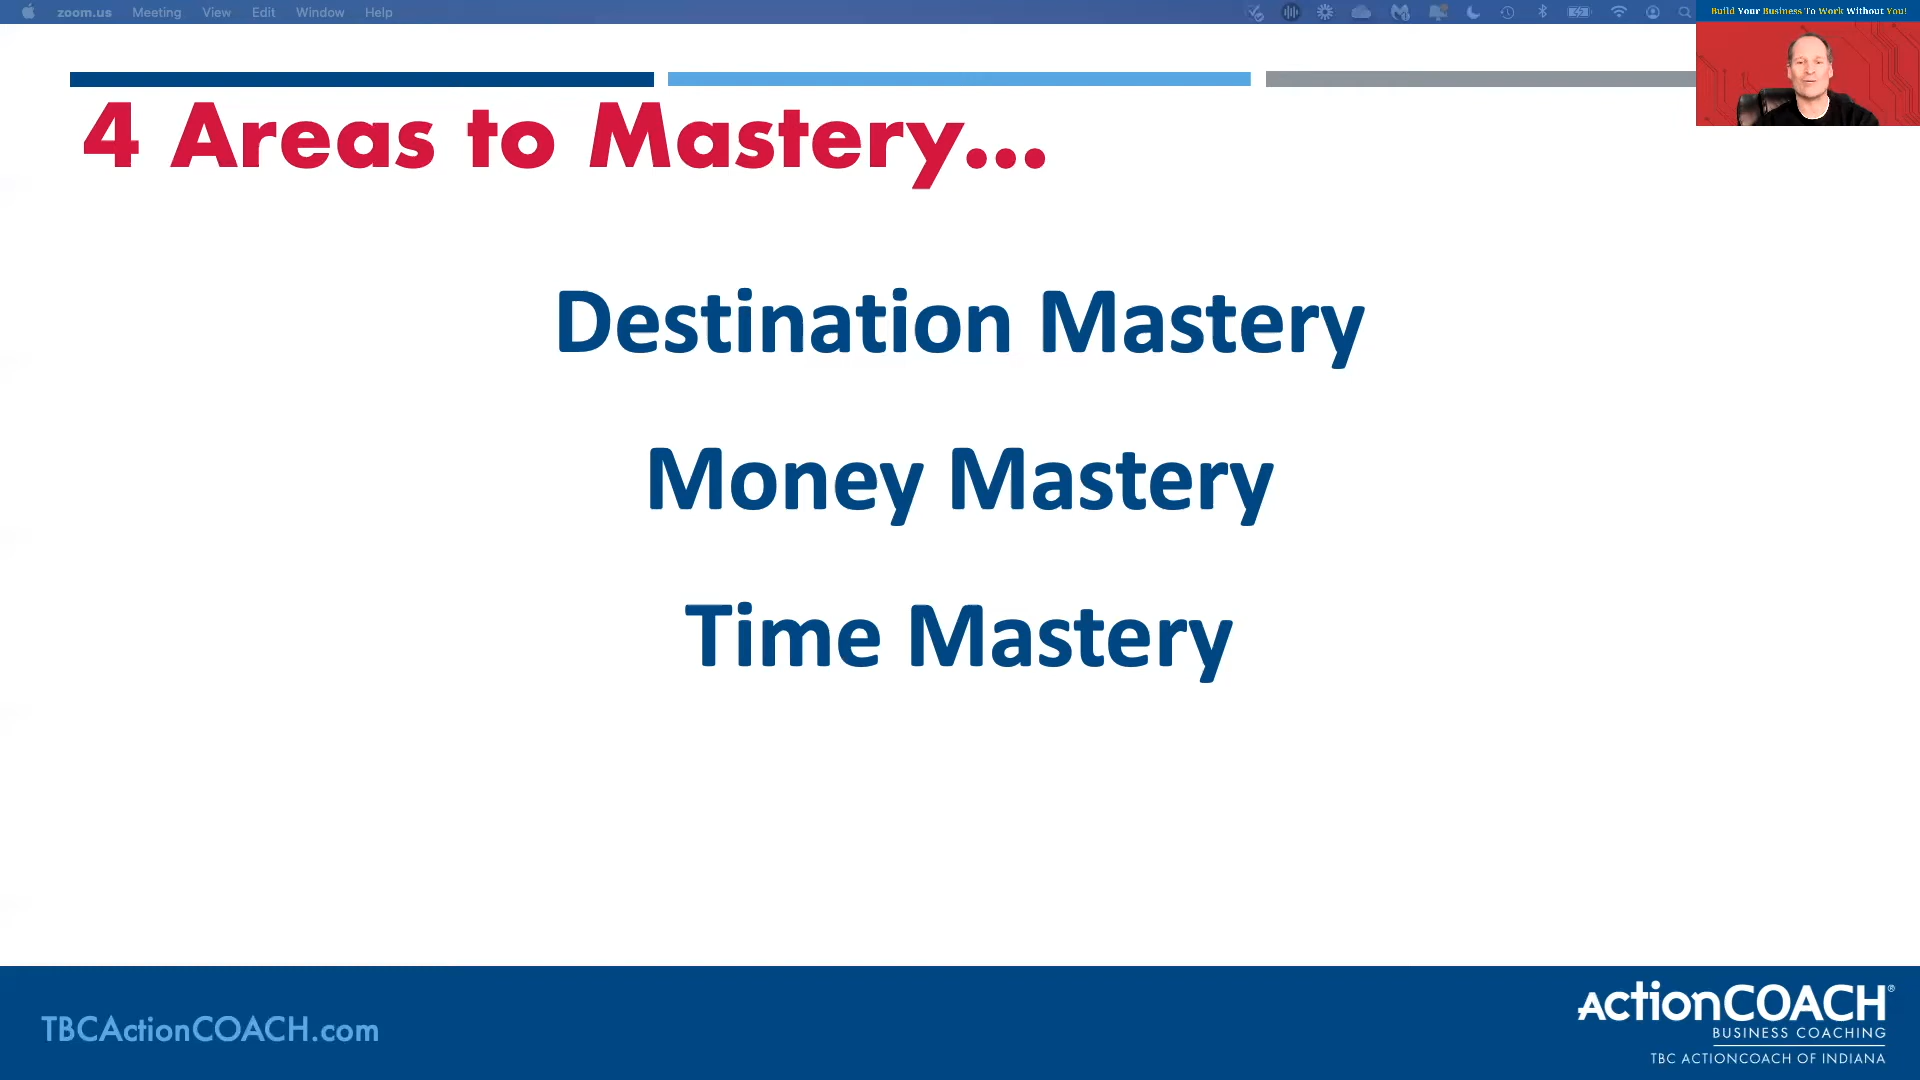 zoom.us Meeting View Edit Window Help
Build Your Business To Work Without You!
4 Areas to Mastery...
Destination Mastery
Money Mastery
Time Mastery
TBCActionCOACH.com
actionCOACH®
BUSINESS COACHING
TBC ACTIONCOACH OF INDIANA